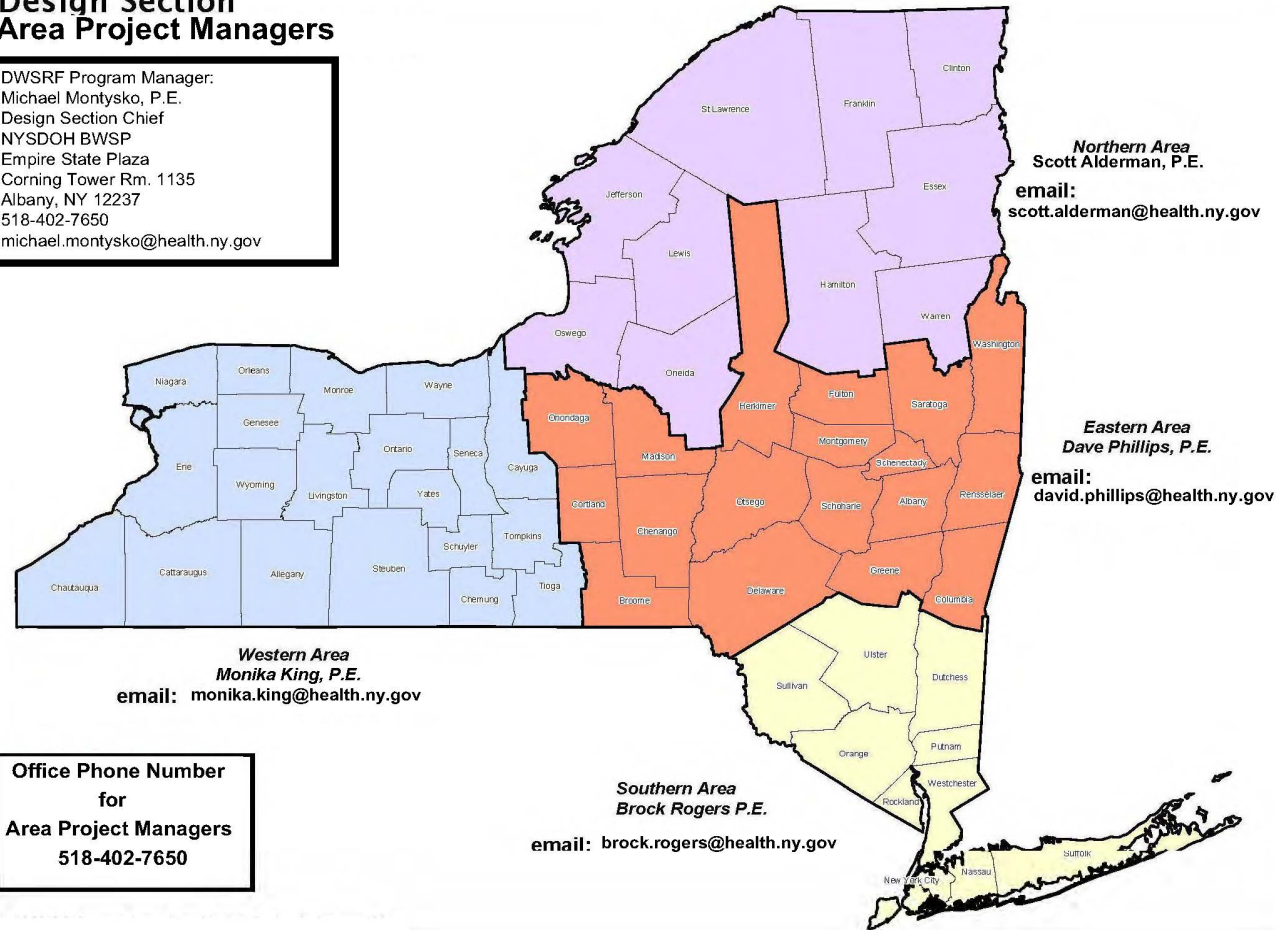 Design Section
Area Project Managers
DWSRF Program Manager:
Michael Montysko, P.E.
Design Section Chief
NYSDOH BWSP
Empire State Plaza
Corning Tower Rm. 1135
Albany, NY 12237
518-402-7650
michael.montysko@health.ny.gov
Clinton
St Lawrence
Franklin
Northern Area
Scott Alderman, P.E.
email:
scott.alderman@health.ny.gov
Jefferson
Essex
Lewis
Hamilton
Warren
Oswego
Oneida
Washington
Herkimer
Fulton
Saratoga
Niagara
Orleans
Monroe
Wayne
Genesee
Onondaga
Montgomery
Eastern Area
Dave Phillips, P.E.
email:
david.phillips@health.ny.gov
Erie
Ontario
Seneca
Cayuga
Madison
Schenectady
Wyoming
Livingston
Yates
Cortland
Otsego
Schoharie
Albany
Rensselaer
Chenango
Schuyler
Tompkins
Chautauqua
Cattaraugus
Allegany
Steuben
Chemung
Tioga
Broome
Delaware
Greene
Columbia
Western Area
Monika King, P.E.
email: monika.king@health.ny.gov
Ulster
Sullivan
Dutchess
Orange
Putnam
Westchester
Rockland
Office Phone Number
for
Area Project Managers
518-402-7650
Southern Area
Brock Rogers P.E.
email: brock.rogers@health.ny.gov
Suffolk
Nassau
New York City